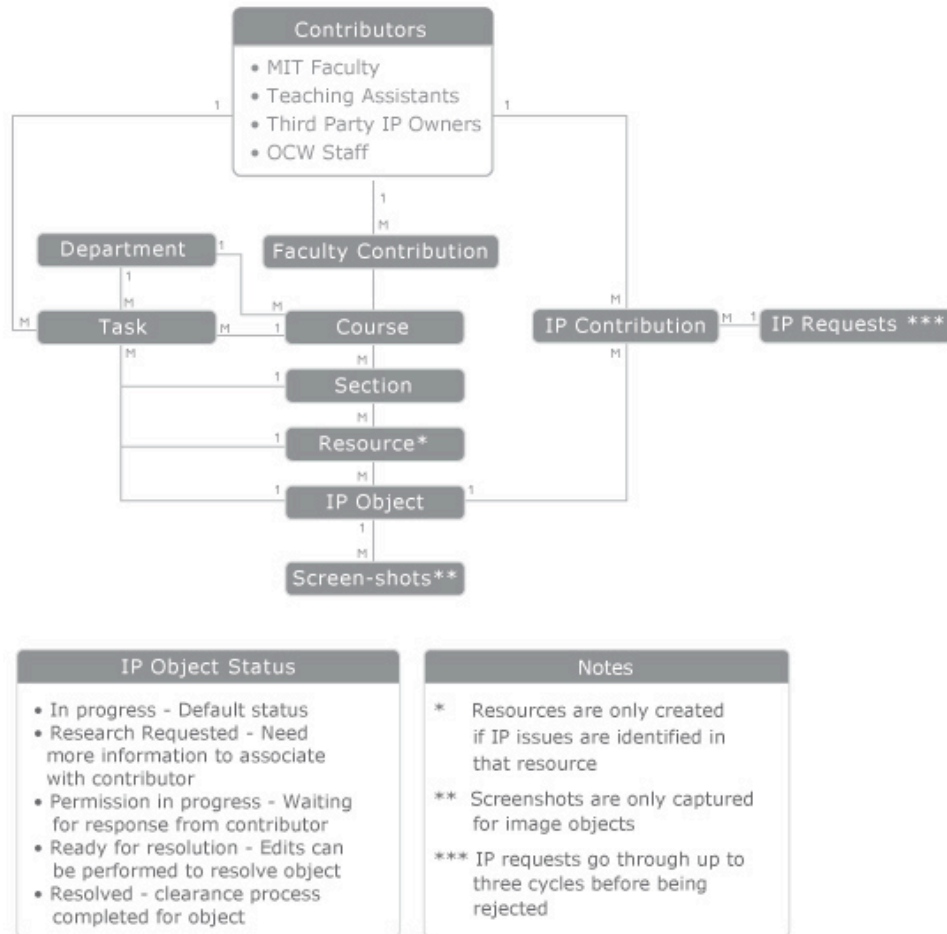 Contributors
• MIT Faculty
• Teaching Assistants
• Third Party IP Owners
• OCW Staff
1
1
1
M
Department
1
Faculty Contribution
1
M
M
M
M
Task
M
1
Course
IP Contribution
M
1
IP Requests ***
M
M
M
1
Section
M
1
Resource*
M
1
IP Object
1
1
M
Screen-shots**
IP Object Status
• In progress - Default status
• Research Requested - Need
more information to associate
with contributor
• Permission in progress - Waiting
for response from contributor
• Ready for resolution - Edits can
be performed to resolve object
• Resolved - clearance process
completed for object
Notes
* Resources are only created
if IP issues are identified in
that resource
** Screenshots are only captured
for image objects
*** IP requests go through up to
three cycles before being
rejected